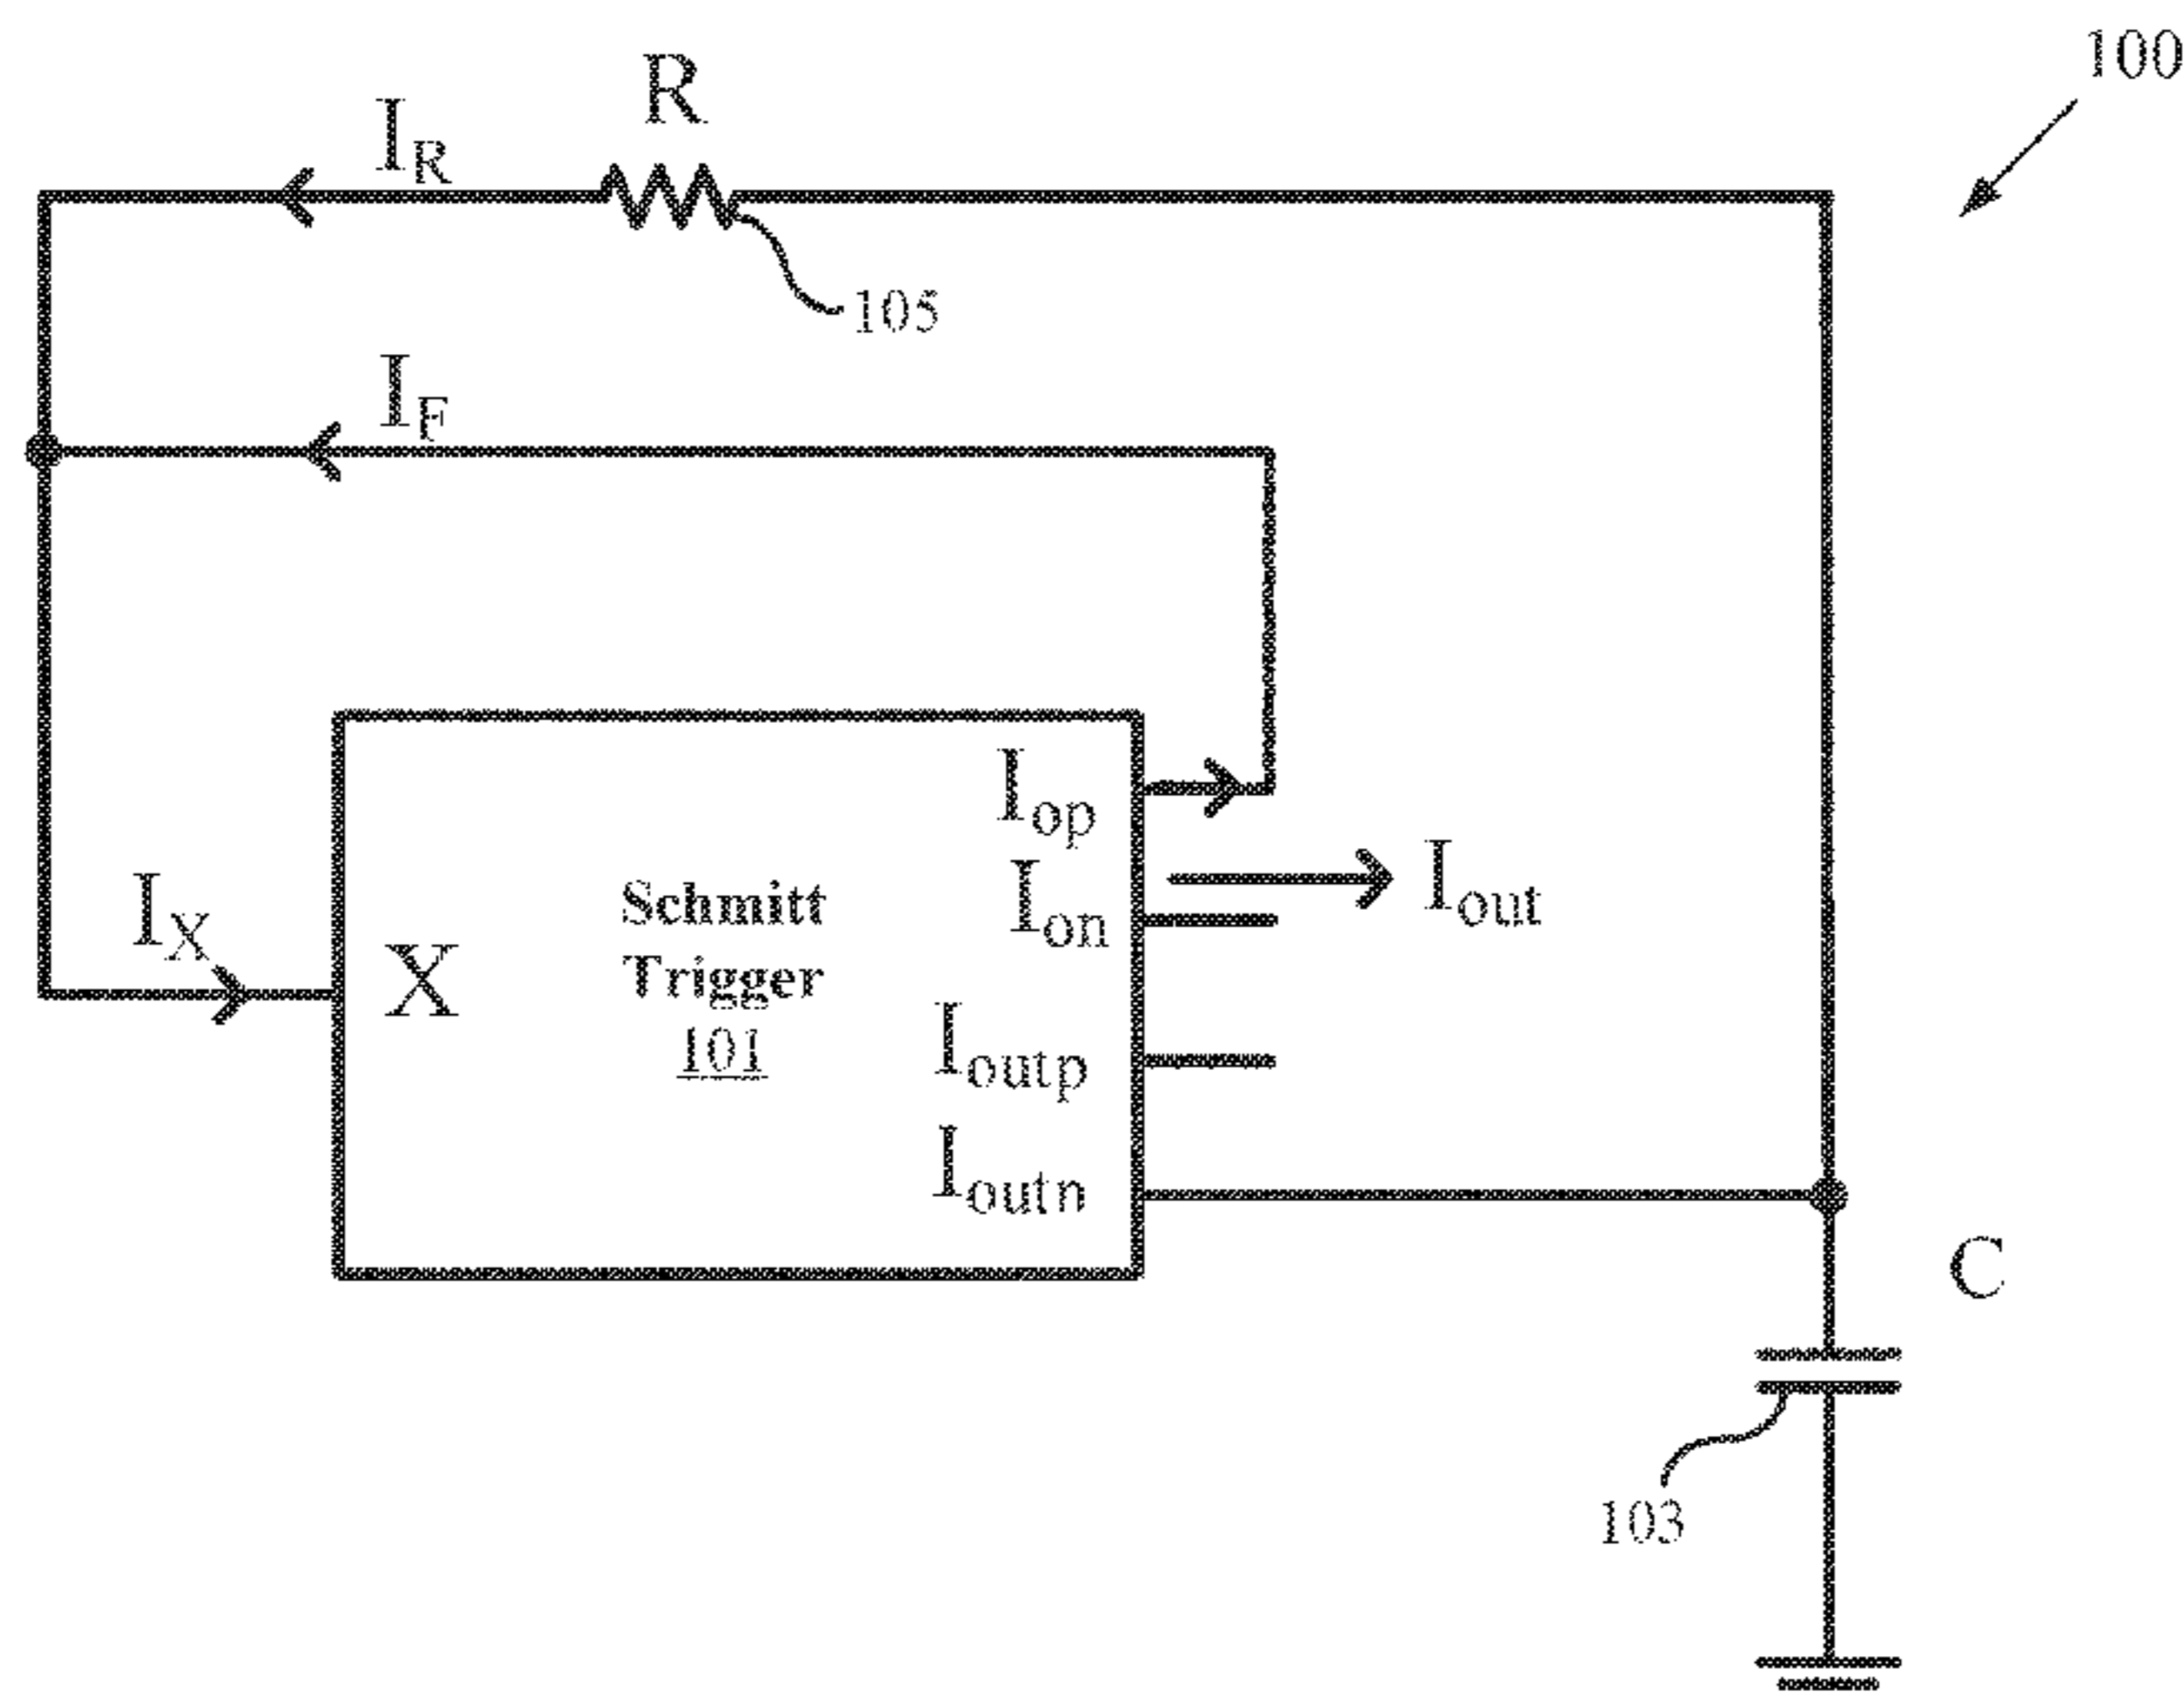 100
R
I_R
105
I_F
I_op
I_out
I_on
Schmitt
Trigger
101
I_X
X
I_outp
I_outn
C
103